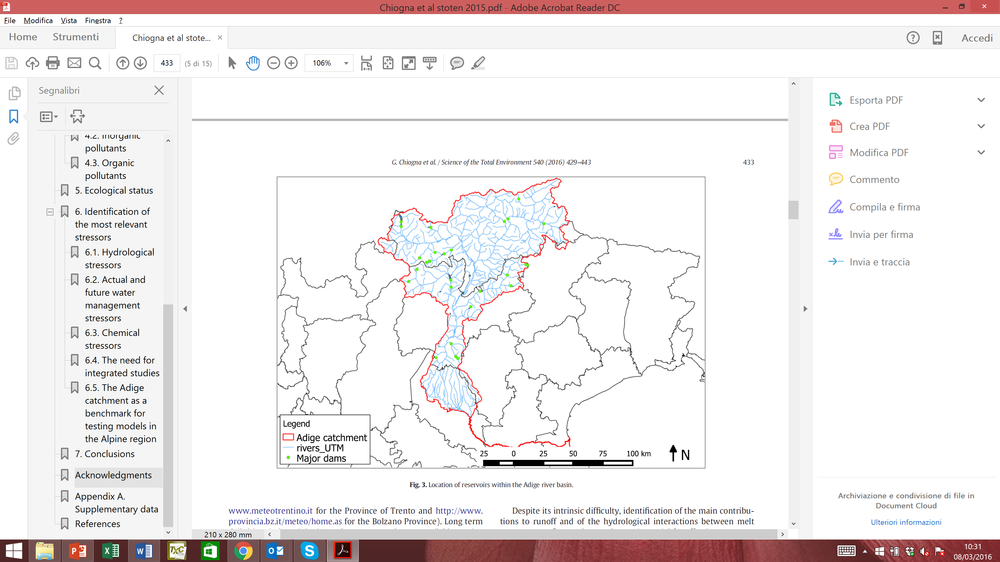 Chiogna et al stoten 2015.pdf - Adobe Acrobat Reader DC
File Modifica Vista Finestra ?
Home Strumenti Chiogna et al stote... Accedi
433 (5 di 15) 106%
Segnalibri
4.2. Inorganic
pollutants
4.3. Organic
pollutants
5. Ecological status
6. Identification of
the most relevant
stressors
6.1. Hydrological
stressors
6.2. Actual and
future water
management
stressors
6.3. Chemical
stressors
6.4. The need for
integrated studies
6.5. The Adige
catchment as a
benchmark for
testing models in
the Alpine region
7. Conclusions
Acknowledgments
Appendix A.
Supplementary data
References
G. Chiogna et al. / Science of the Total Environment 540 (2016) 429–443 433
Legend
Adige catchment
rivers_UTM
Major dams
25 0 25 50 75 100 km
N
Fig. 3. Location of reservoirs within the Adige river basin.
www.meteotrentino.it for the Province of Trento and http://www.
provincia.bz.it/meteo/home.as for the Bolzano Province). Long term
Despite its intrinsic difficulty, identification of the main contribu-
tions to runoff and of the hydrological interactions between melt
210 x 280 mm
Esporta PDF
Crea PDF
Modifica PDF
Commento
Compila e firma
Invia per firma
Invia e traccia
Archiviazione e condivisione di file in
Document Cloud
Ulteriori informazioni
10:31
08/03/2016